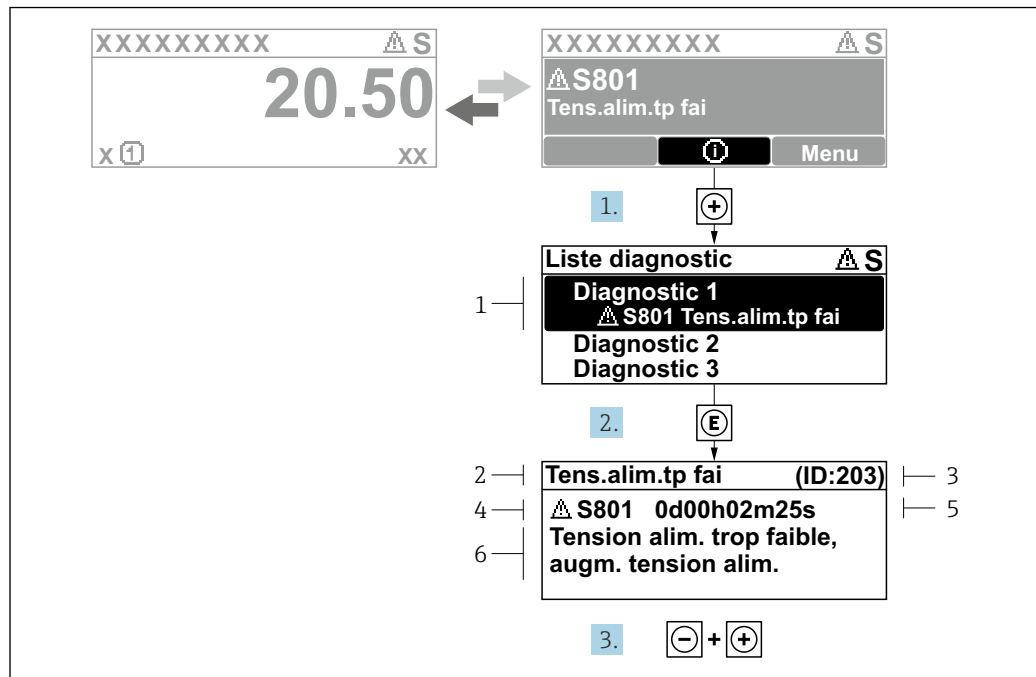 XXXXXXXXX ⚠ S
20.50
X ① XX
XXXXXXXXX ⚠ S
⚠ S801
Tens.alim.tp fai
ⓘ Menu
1. +
Liste diagnostic ⚠ S
1
Diagnostic 1
⚠ S801 Tens.alim.tp fai
Diagnostic 2
Diagnostic 3
2. E
2 Tens.alim.tp fai (ID:203) 3
4 ⚠ S801 0d00h02m25s 5
6
Tension alim. trop faible,
augm. tension alim.
3. - + +